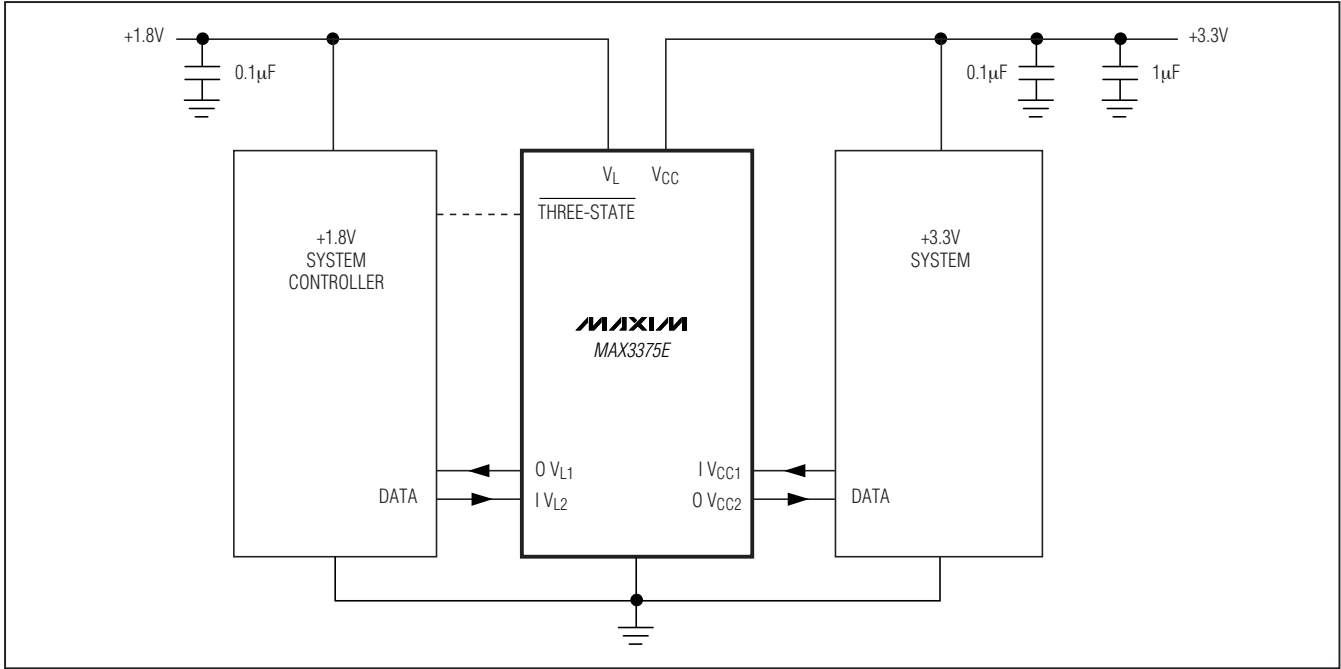 +1.8V
+3.3V
0.1μF
0.1μF
1μF
VL
VCC
THREE-STATE
+1.8V
SYSTEM
CONTROLLER
+3.3V
SYSTEM
MAXIM
MAX3375E
O VL1
I VCC1
DATA
I VL2
O VCC2
DATA